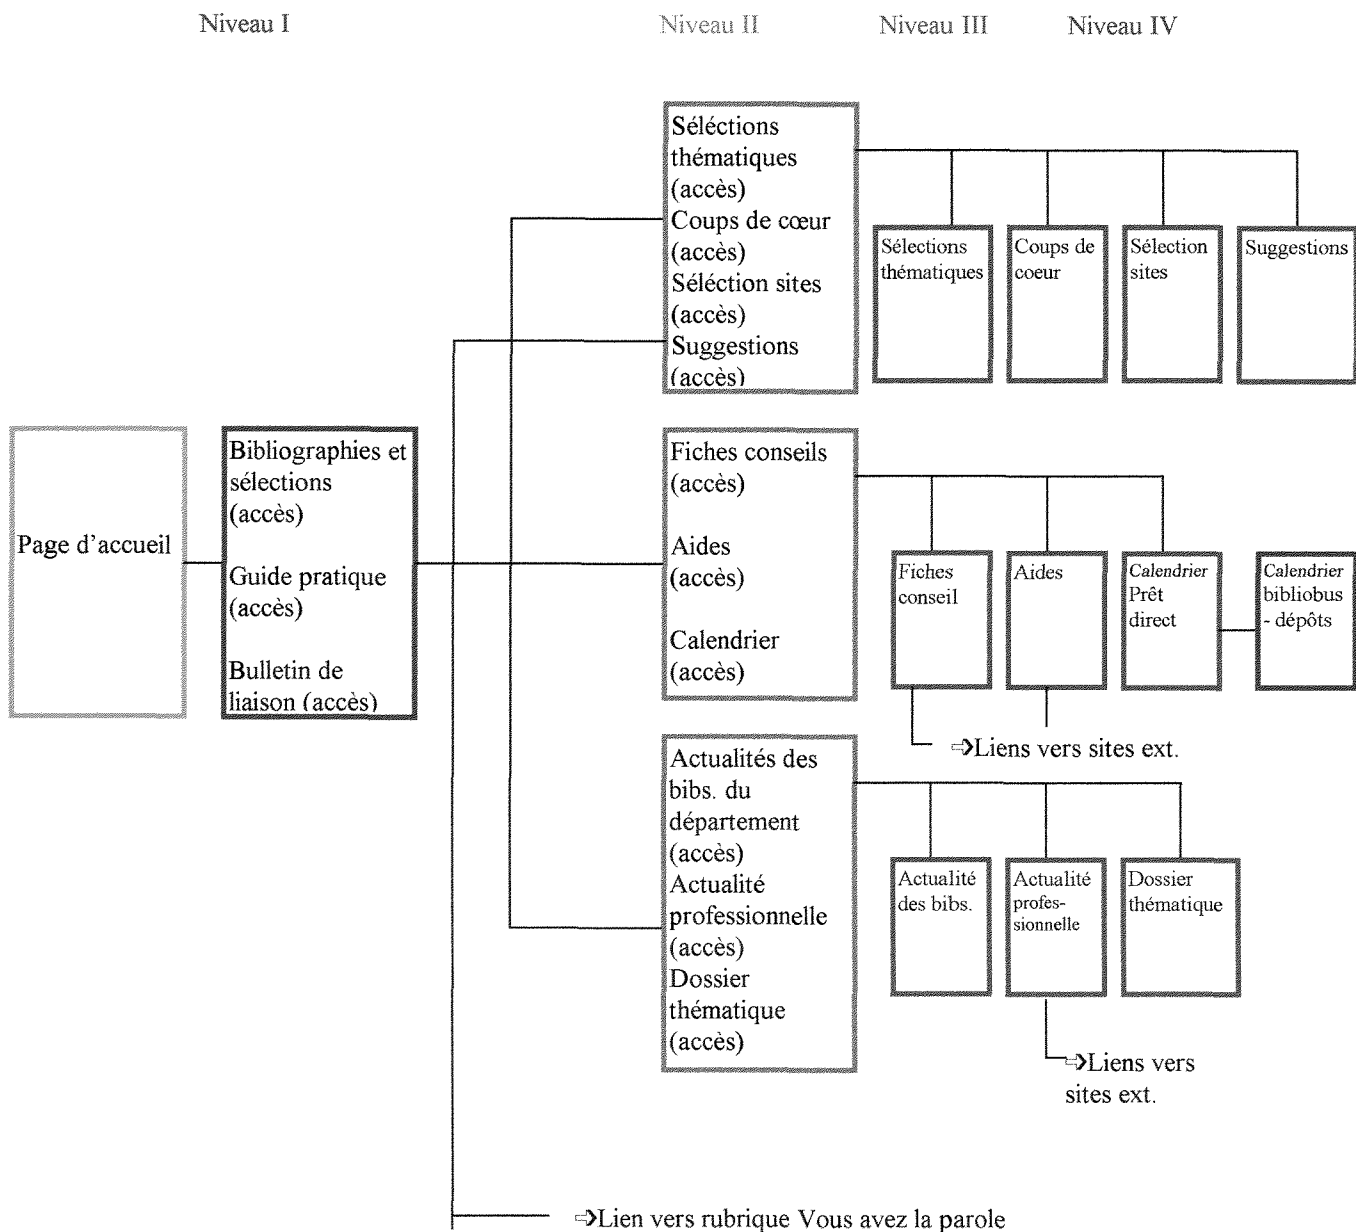 Niveau I
Niveau II
Niveau III
Niveau IV
Séléctions
thématiques
(accès)
Coups de cœur
(accès)
Séléction sites
(accès)
Suggestions
(accès)
Sélections
thématiques
Coups de
coeur
Sélection
sites
Suggestions
Page d'accueil
Bibliographies et
sélections
(accès)
Guide pratique
(accès)
Bulletin de
liaison (accès)
Fiches conseils
(accès)
Aides
(accès)
Calendrier
(accès)
Fiches
conseil
Aides
Calendrier
Prêt
direct
Calendrier
bibliobus
- dépôts
⇨Liens vers sites ext.
Actualités des
bibs. du
département
(accès)
Actualité
professionnelle
(accès)
Dossier
thématique
(accès)
Actualité
des bibs.
Actualité
profes-
sionnelle
Dossier
thématique
⇨Liens vers
sites ext.
⇨Lien vers rubrique Vous avez la parole